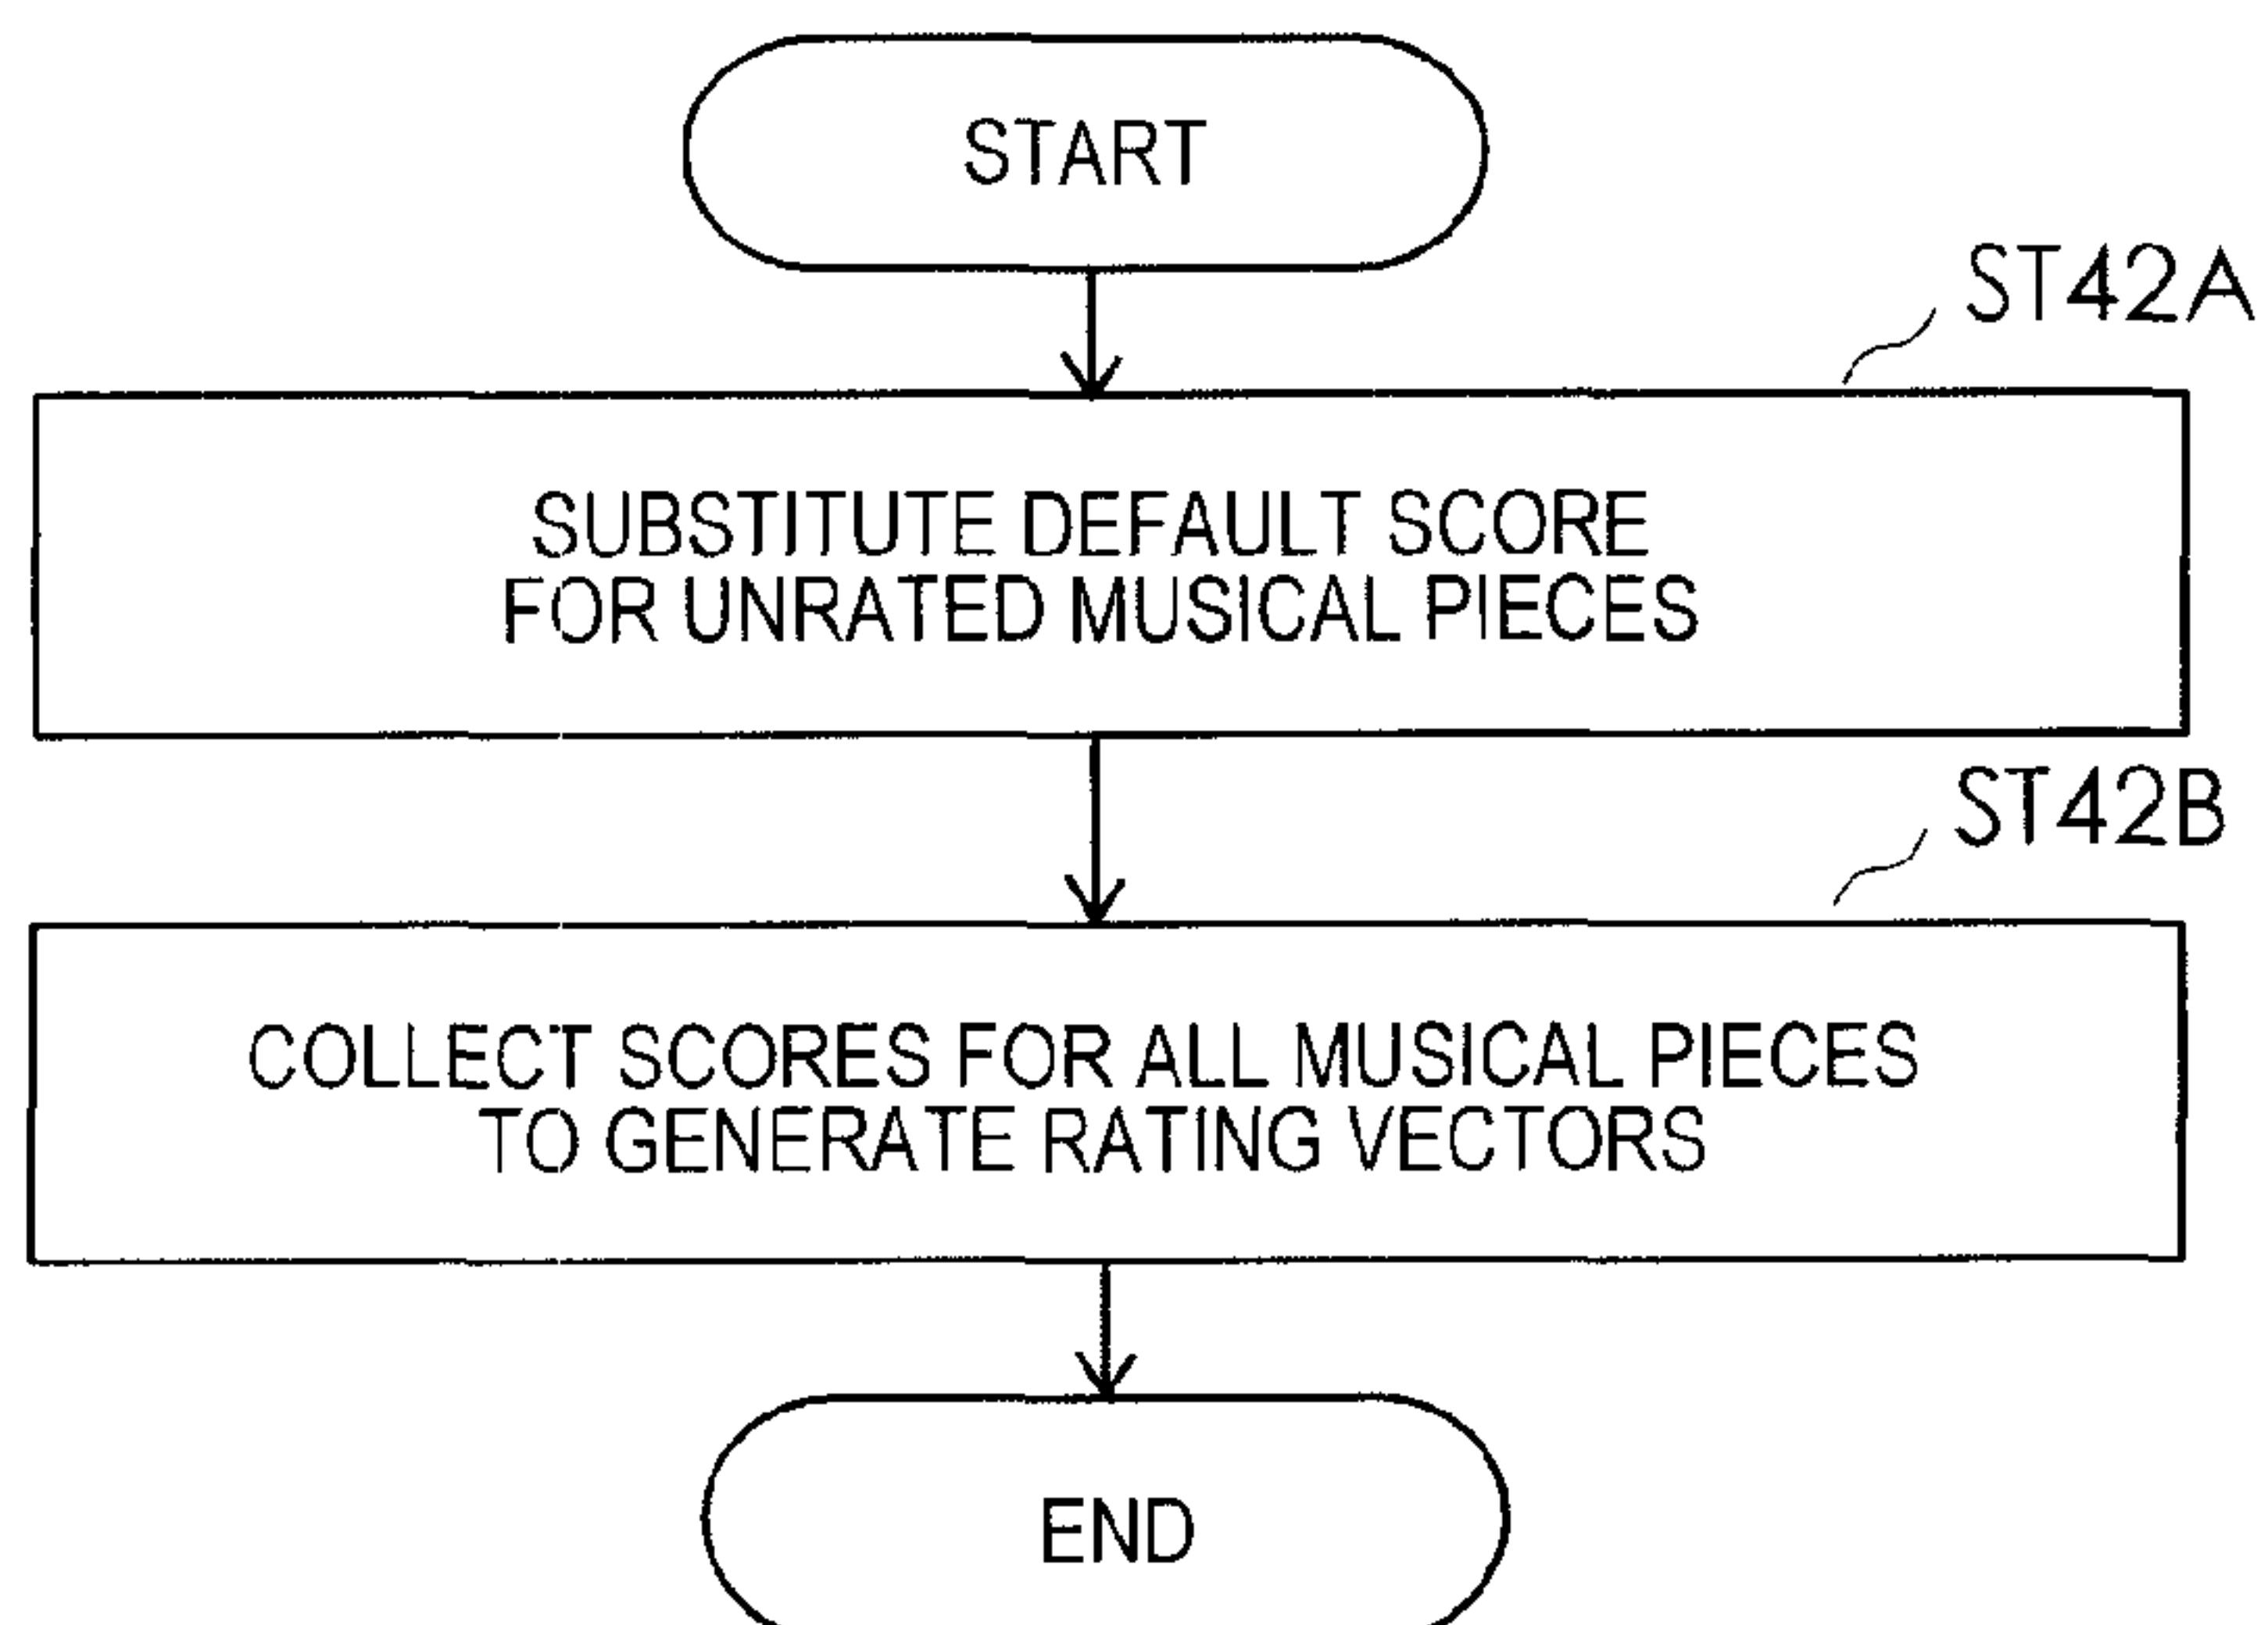 START
ST42A
SUBSTITUTE DEFAULT SCORE
FOR UNRATED MUSICAL PIECES
ST42B
COLLECT SCORES FOR ALL MUSICAL PIECES
TO GENERATE RATING VECTORS
END